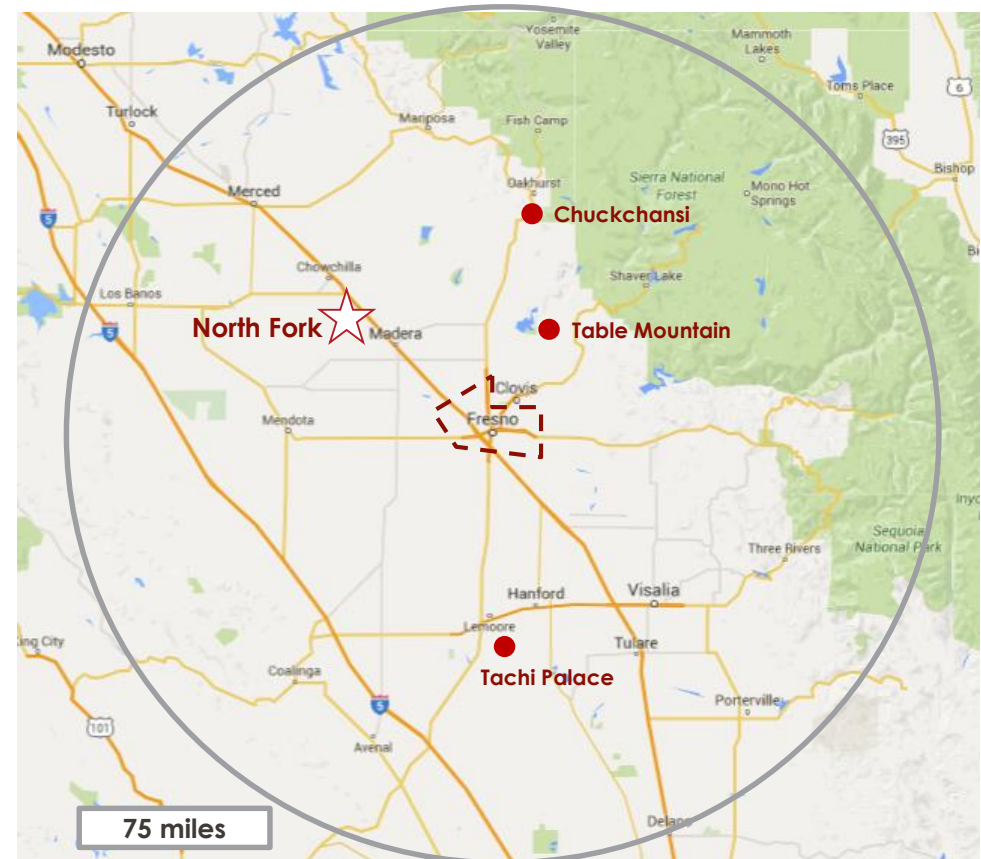 Yosemite
Valley
Mammoth
Lakes
Modesto
Toms Place
6
Turlock
Mariposa
Fish Camp
395
Bishop
Merced
Oakhurst
Sierra National
Forest
Mono Hot
Springs
5
Chuckchansi
Chowchilla
Shaver Lake
Los Banos
North Fork
Madera
Table Mountain
5
1
Clovis
Mendota
Fresno
Sequoia
National Park
Three Rivers
Hanford
Visalia
Lemoore
Tulare
ing City
Coalinga
Tachi Palace
5
Porterville
101
Avenal
75 miles
Delano